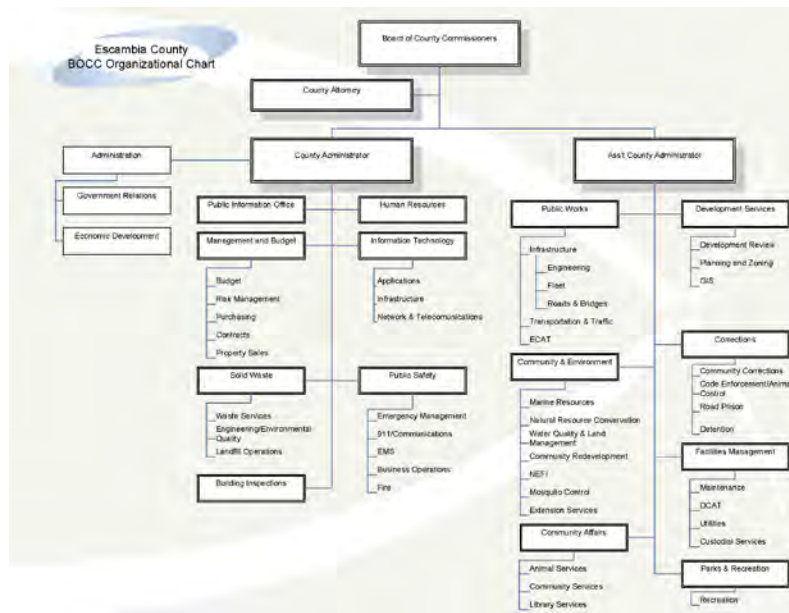 Escambia County
BOCC Organizational Chart
Board of County Commissioners
County Attorney
Administration
County Administrator
Ass't County Administrator
Government Relations
Economic Development
Public Information Office
Human Resources
Management and Budget
Information Technology
Budget
Risk Management
Purchasing
Contracts
Property Sales
Applications
Infrastructure
Network & Telecomunications
Solid Waste
Public Safety
Waste Services
Engineering/Environmental
Quality
Landfill Operations
Emergency Management
911/Communications
EMS
Business Operations
Fire
Building Inspections
Public Works
Development Services
Infrastructure
Engineering
Fleet
Roads & Bridges
Transportation & Traffic
ECAT
Development Review
Planning and Zoning
GIS
Community & Environment
Corrections
Marine Resources
Natural Resource Conservation
Water Quality & Land
Management
Community Redevelopment
NEFI
Mosquito Control
Extension Services
Community Corrections
Code Enforcement/Animal
Control
Road Prison
Detention
Facilities Management
Maintenance
DCAT
Utilities
Custodial Services
Community Affairs
Parks & Recreation
Animal Services
Community Services
Library Services
Recreation